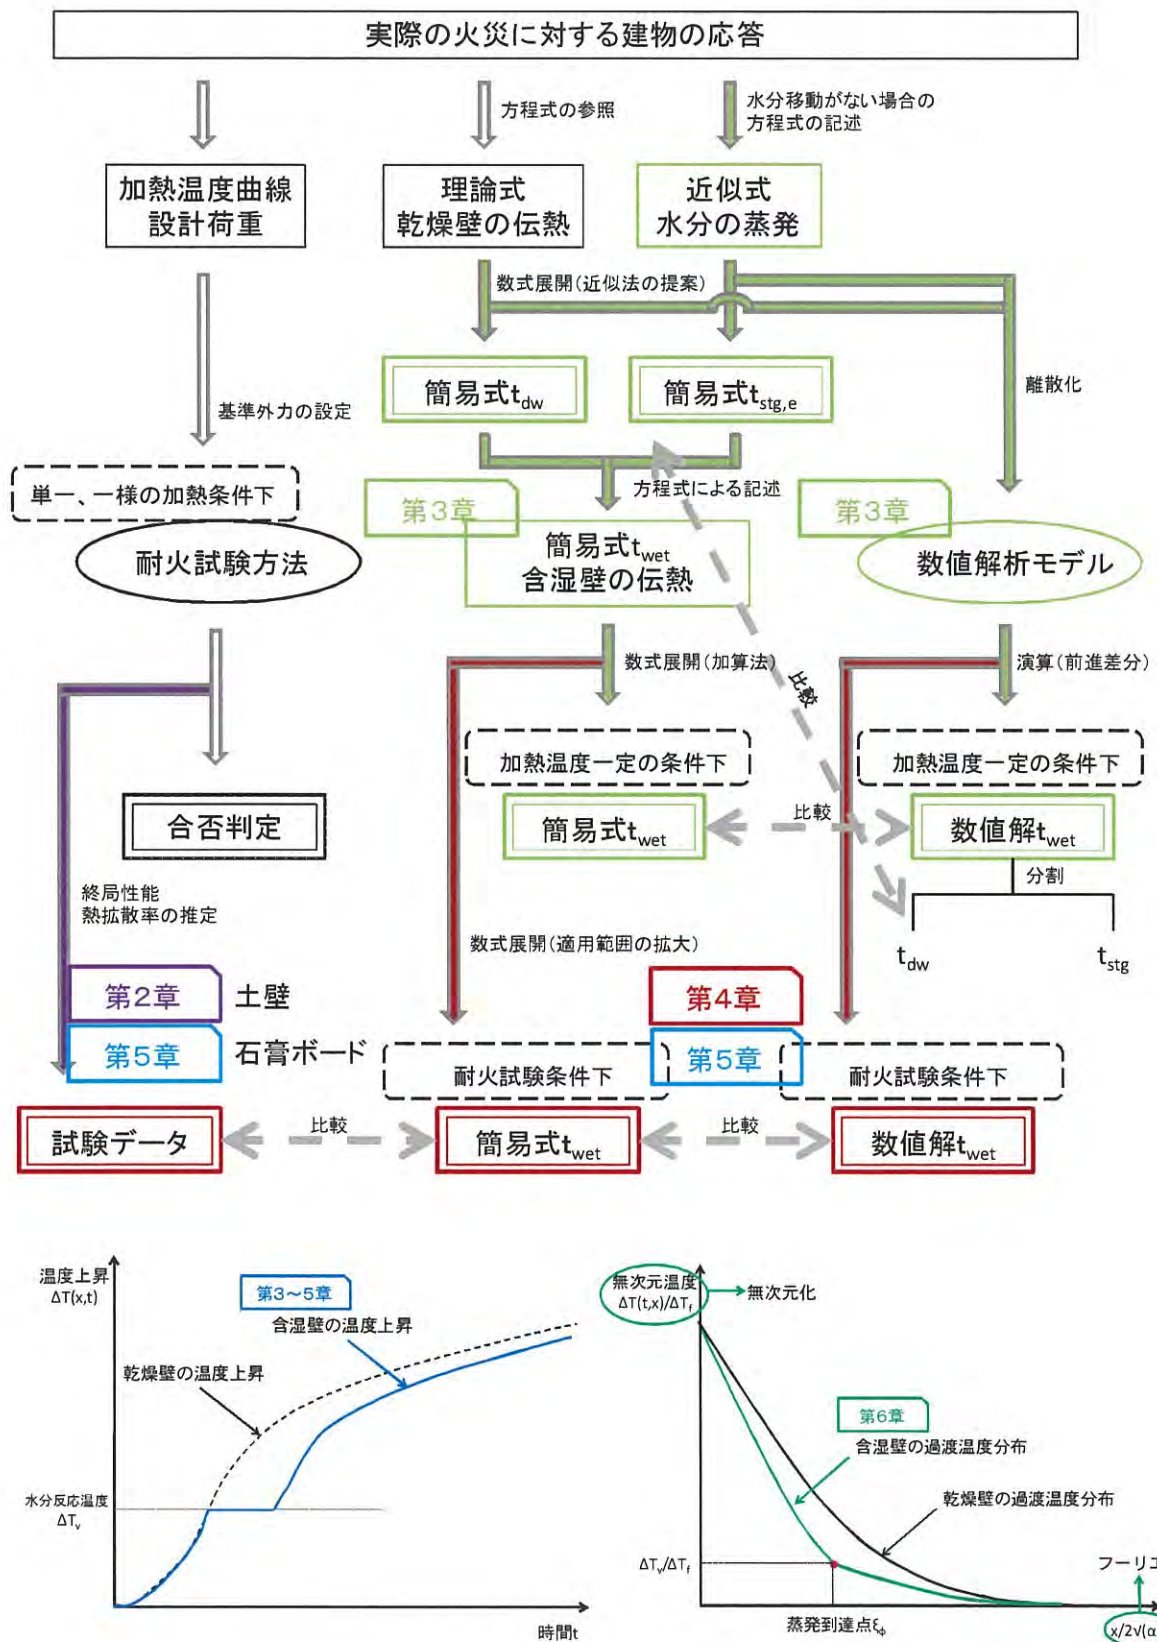 実際の火災に対する建物の応答
方程式の参照
水分移動がない場合の
方程式の記述
加熱温度曲線
設計荷重
理論式
乾燥壁の伝熱
近似式
水分の蒸発
数式展開(近似法の提案)
簡易式tdw
簡易式tstg,e
離散化
基準外力の設定
単一、一様の加熱条件下
方程式による記述
第3章
第3章
耐火試験方法
簡易式twet
含湿壁の伝熱
数値解析モデル
数式展開(加算法)
比較
演算(前進差分)
加熱温度一定の条件下
加熱温度一定の条件下
合否判定
簡易式twet
比較
数値解twet
分割
終局性能
熱拡散率の推定
数式展開(適用範囲の拡大)
tdw
tstg
第2章
土壁
第4章
第5章
石膏ボード
第5章
耐火試験条件下
耐火試験条件下
試験データ
比較
簡易式twet
比較
数値解twet
温度上昇
ΔT(x,t)
第3~5章
含湿壁の温度上昇
乾燥壁の温度上昇
水分反応温度
ΔTv
時間t
無次元温度
ΔT(t,x)/ΔTf
無次元化
第6章
含湿壁の過渡温度分布
乾燥壁の過渡温度分布
ΔTv/ΔTf
フーリエ
蒸発到達点ξφ
x/2√(α